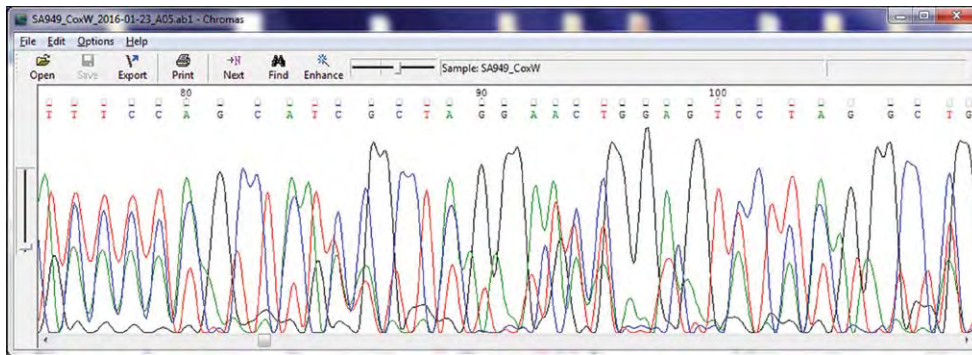 SA949_CoxW_2016-01-23_A05.ab1 - Chromas
File Edit Options Help
Open Save Export Print Next Find Enhance Sample: SA949_CoxW
80 90 100
T T T C C A G C A T C G C T A G G A A C T G G A G T C C T A G G C T G